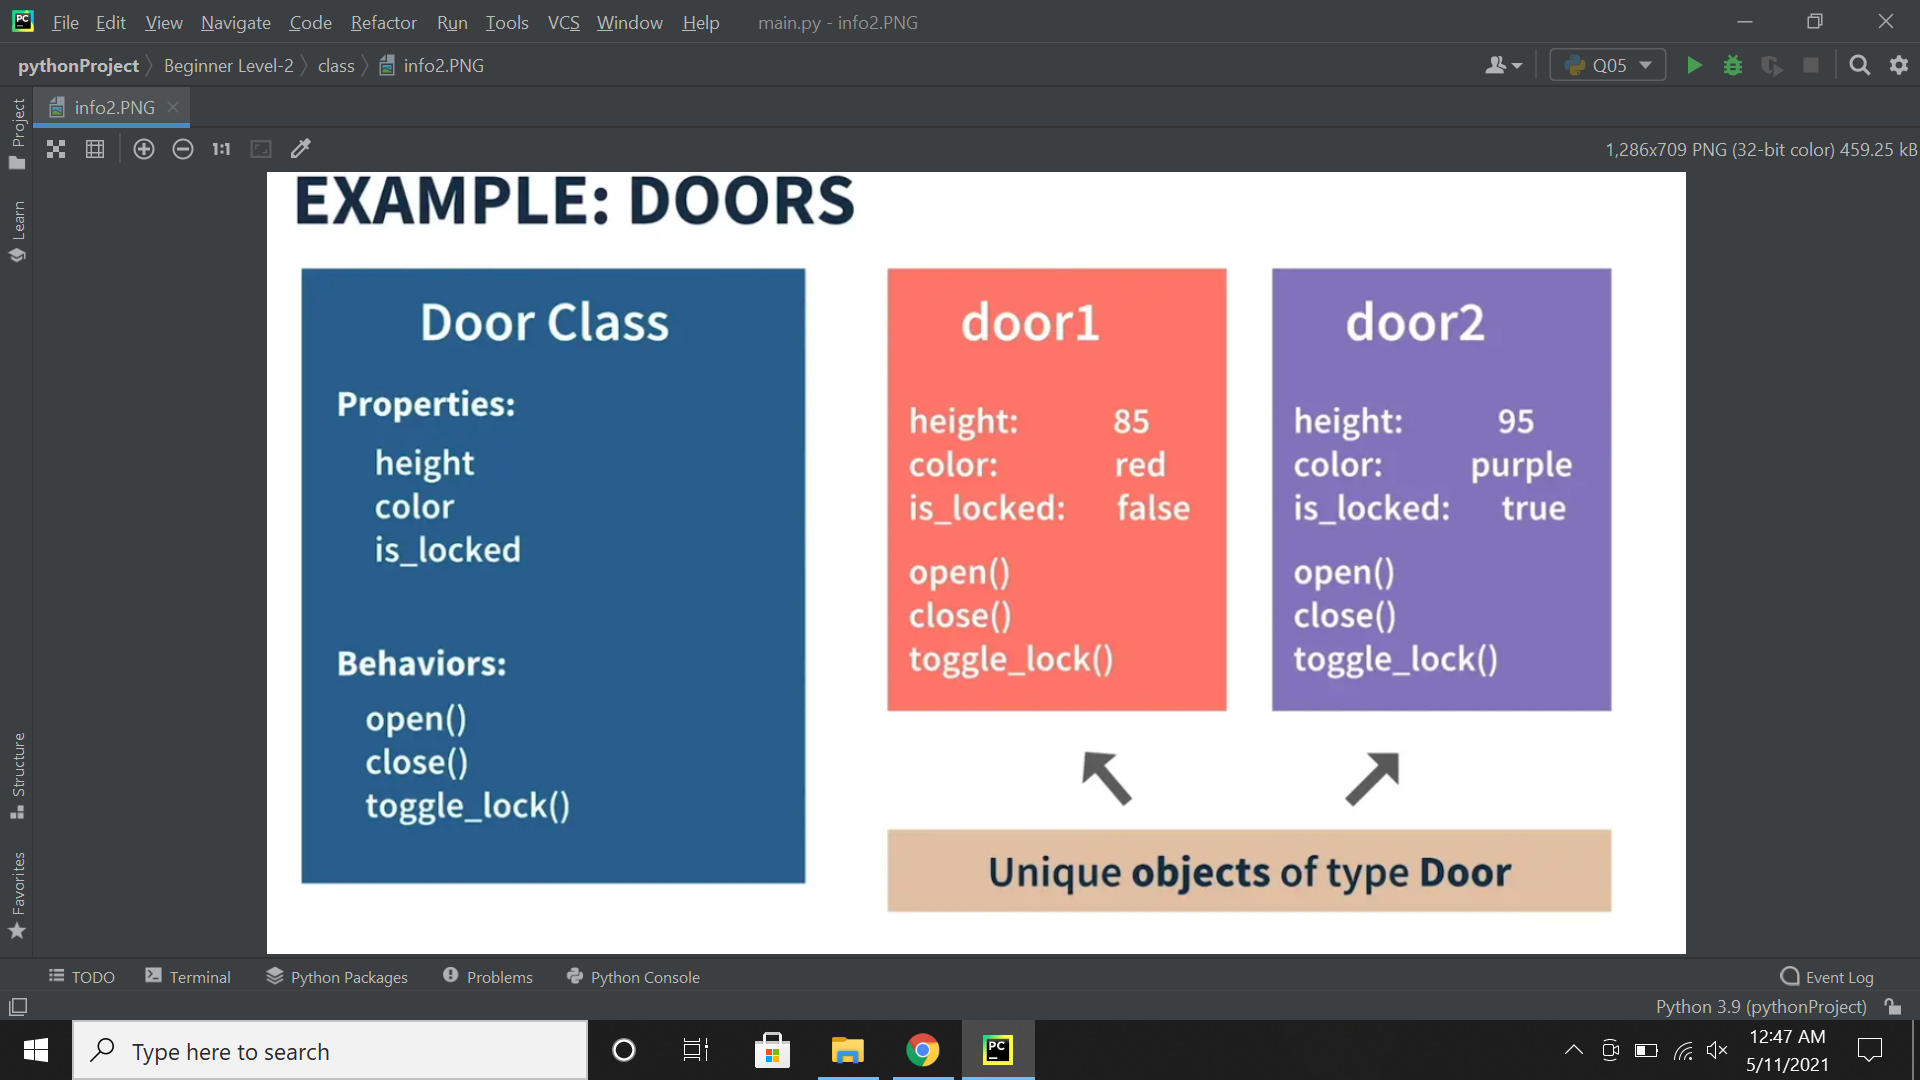 PC File Edit View Navigate Code Refactor Run Tools VCS Window Help main.py - info2.PNG
pythonProject Beginner Level-2 class info2.PNG Q05
info2.PNG
1:1 1,286x709 PNG (32-bit color) 459.25 kB
Project
Learn
Structure
Favorites
EXAMPLE: DOORS
Door Class
Properties:
height
color
is_locked
Behaviors:
open()
close()
toggle_lock()
door1
height: 85
color: red
is_locked: false
open()
close()
toggle_lock()
door2
height: 95
color: purple
is_locked: true
open()
close()
toggle_lock()
Unique objects of type Door
TODO Terminal Python Packages Problems Python Console Event Log
Python 3.9 (pythonProject)
Type here to search
PC
12:47 AM
5/11/2021